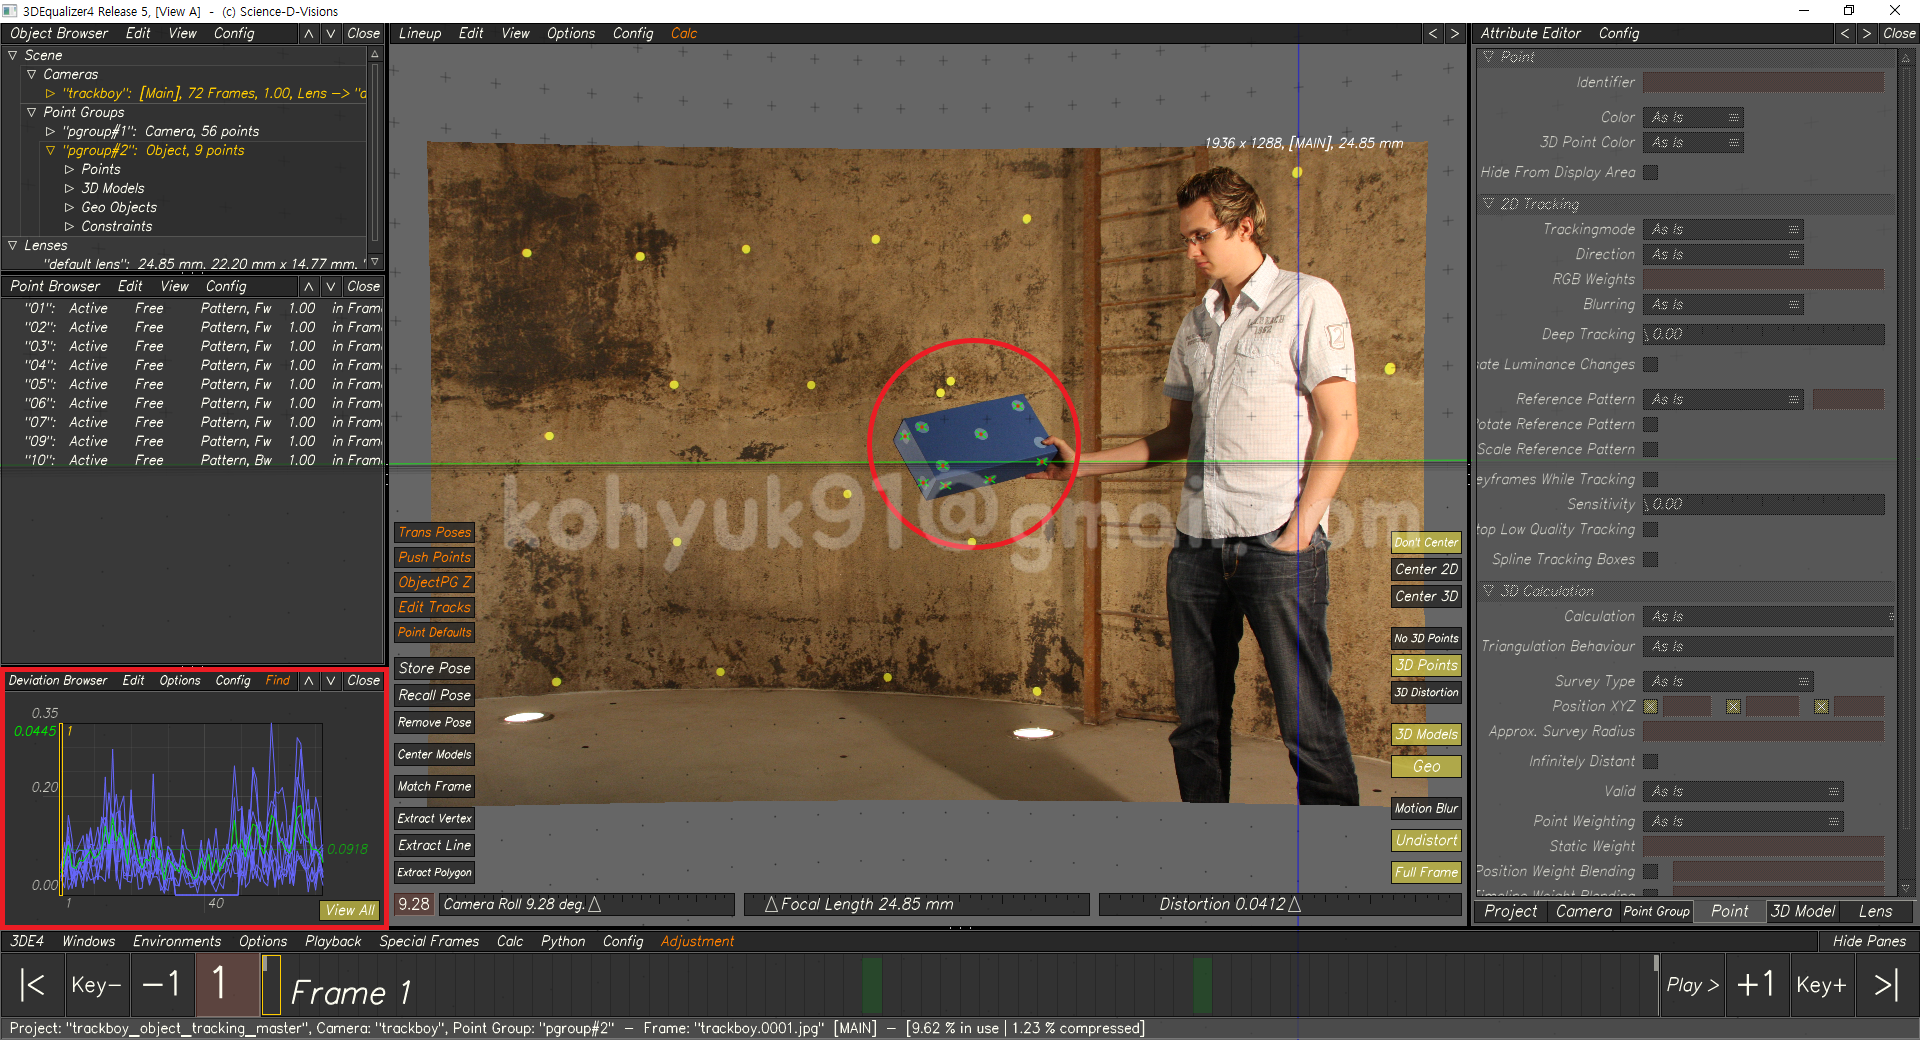 3DEqualizer4 Release 5, [View A]  -  (c) Science-D-Visions
Object Browser Edit View Config Close
Scene
Cameras
"trackboy": [Main], 72 Frames, 1.00, Lens -> "d
Point Groups
"pgroup#1": Camera, 56 points
"pgroup#2": Object, 9 points
Points
3D Models
Geo Objects
Constraints
Lenses
"default lens": 24.85 mm. 22.20 mm x 14.77 mm.
Point Browser Edit View Config Close
"01": Active Free Pattern, Fw 1.00 in Fram
"02": Active Free Pattern, Fw 1.00 in Fram
"03": Active Free Pattern, Fw 1.00 in Fram
"04": Active Free Pattern, Fw 1.00 in Fram
"05": Active Free Pattern, Fw 1.00 in Fram
"06": Active Free Pattern, Fw 1.00 in Fram
"07": Active Free Pattern, Fw 1.00 in Fram
"09": Active Free Pattern, Fw 1.00 in Fram
"10": Active Free Pattern, Bw 1.00 in Fram
Deviation Browser Edit Options Config Find Close
0.35
0.0445 1
0.20
0.0918
0.00
1 40
View All
Lineup Edit View Options Config Calc < >
1936 x 1288, [MAIN], 24.85 mm
kohyuk91@gmail.com
Trans Poses
Push Points
ObjectPG Z
Edit Tracks
Point Defaults
Store Pose
Recall Pose
Remove Pose
Center Models
Match Frame
Extract Vertex
Extract Line
Extract Polygon
Don't Center
Center 2D
Center 3D
No 3D Points
3D Points
3D Distortion
3D Models
Geo
Motion Blur
Undistort
Full Frame
9.28 Camera Roll 9.28 deg. Focal Length 24.85 mm Distortion 0.0412
Attribute Editor Config < > Close
Point
Identifier
Color As Is
3D Point Color As Is
Hide From Display Area
2D Tracking
Trackingmode As Is
Direction As Is
RGB Weights
Blurring As Is
Deep Tracking 0.00
ate Luminance Changes
Reference Pattern As Is
otate Reference Pattern
Scale Reference Pattern
eyframes While Tracking
Sensitivity 0.00
top Low Quality Tracking
Spline Tracking Boxes
3D Calculation
Calculation As Is
Triangulation Behaviour As Is
Survey Type As Is
Position XYZ
Approx. Survey Radius
Infinitely Distant
Valid As Is
Point Weighting As Is
Static Weight
Position Weight Blending
Timeline Weight Blending
Project Camera Point Group Point 3D Model Lens
3DE4 Windows Environments Options Playback Special Frames Calc Python Config Adjustment Hide Panes
|< Key- -1 1 Frame 1 Play > +1 Key+ >|
Project: "trackboy_object_tracking_master", Camera: "trackboy", Point Group: "pgroup#2"  -  Frame: "trackboy.0001.jpg"  [MAIN]  -  [9.62 % in use | 1.23 % compressed]